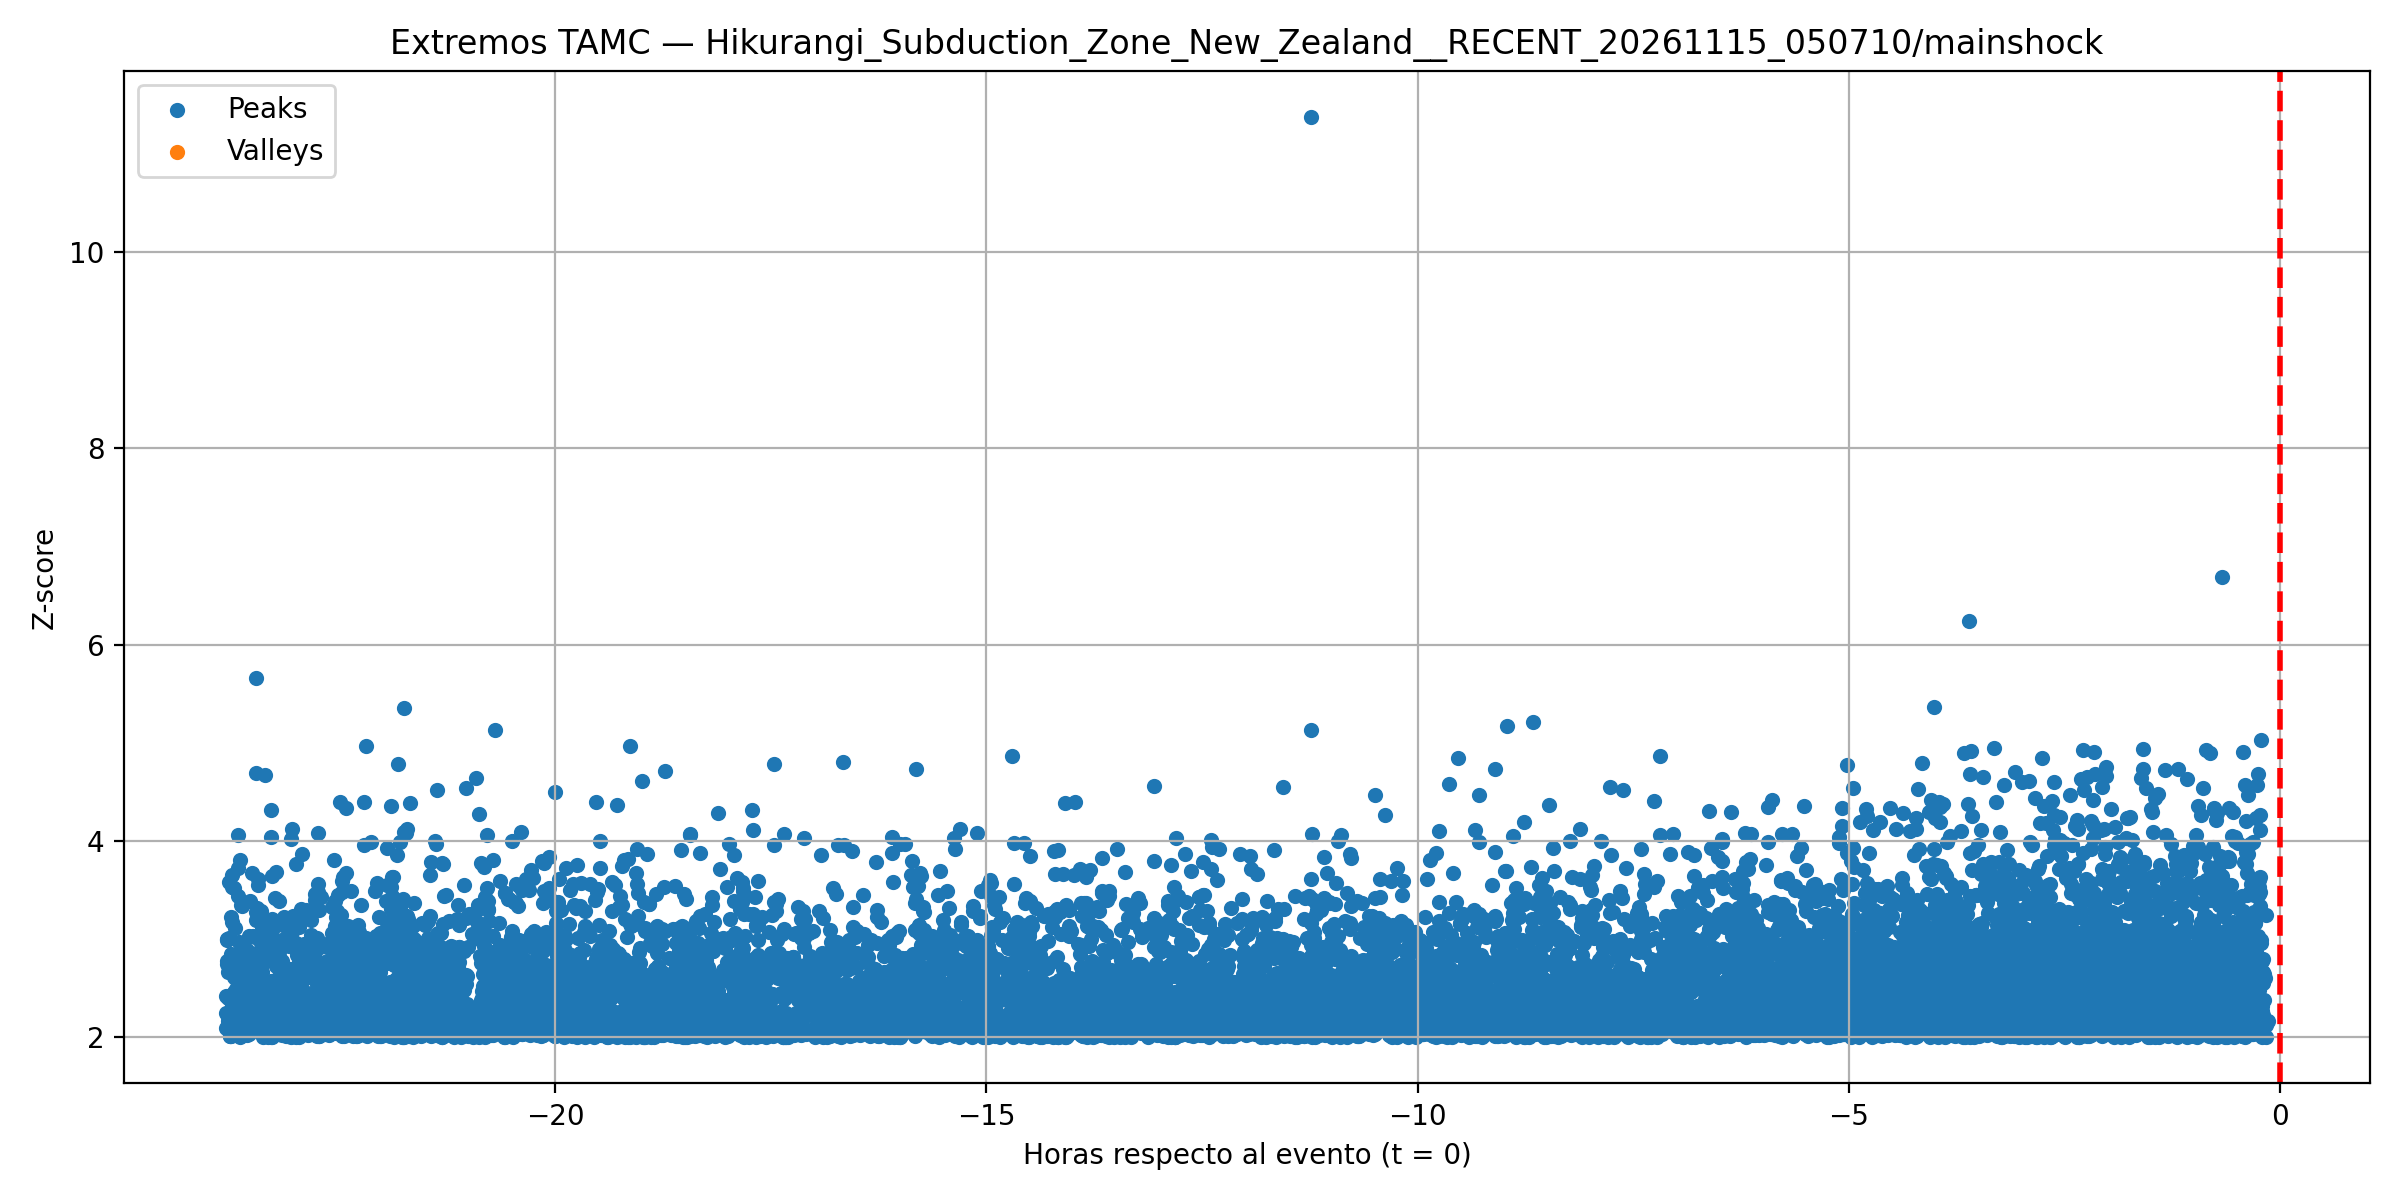 Extremos TAMC — Hikurangi_Subduction_Zone_New_Zealand__RECENT_20261115_050710/mainshock
Peaks
Valleys
10
8
6
4
2
Z-score
−20
−15
−10
−5
0
Horas respecto al evento (t = 0)